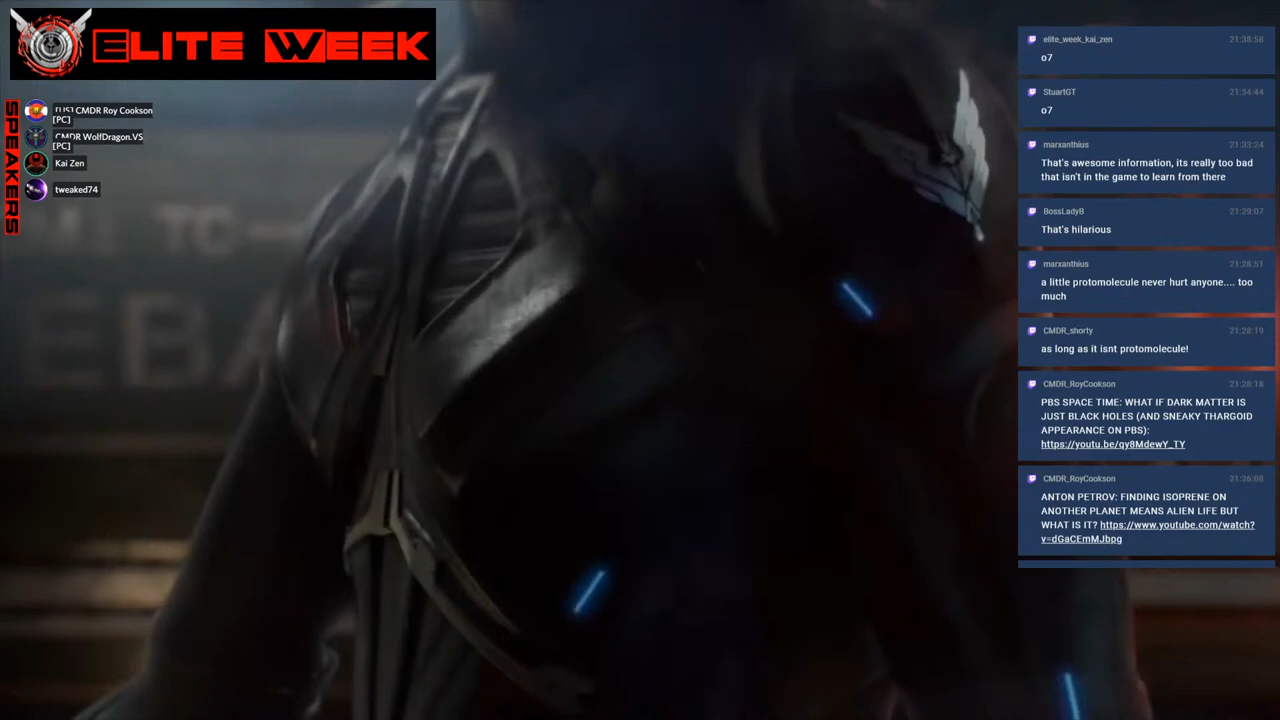 ELITE WEEK
SPEAKERS
[US] CMDR Roy Cookson
[PC]
CMDR WolfDragon.VS
[PC]
Kai Zen
tweaked74
TO
EBA
elite_week_kai_zen 21:38:58
o7
StuartGT 21:34:44
o7
marxanthius 21:33:24
That's awesome information, its really too bad
that isn't in the game to learn from there
BossLadyB 21:29:07
That's hilarious
marxanthius 21:28:51
a little protomolecule never hurt anyone.... too
much
CMDR_shorty 21:28:19
as long as it isnt protomolecule!
CMDR_RoyCookson 21:28:18
PBS SPACE TIME: WHAT IF DARK MATTER IS
JUST BLACK HOLES (AND SNEAKY THARGOID
APPEARANCE ON PBS):
https://youtu.be/qy8MdewY_TY
CMDR_RoyCookson 21:26:08
ANTON PETROV: FINDING ISOPRENE ON
ANOTHER PLANET MEANS ALIEN LIFE BUT
WHAT IS IT? https://www.youtube.com/watch?
v=dGaCEmMJbpg